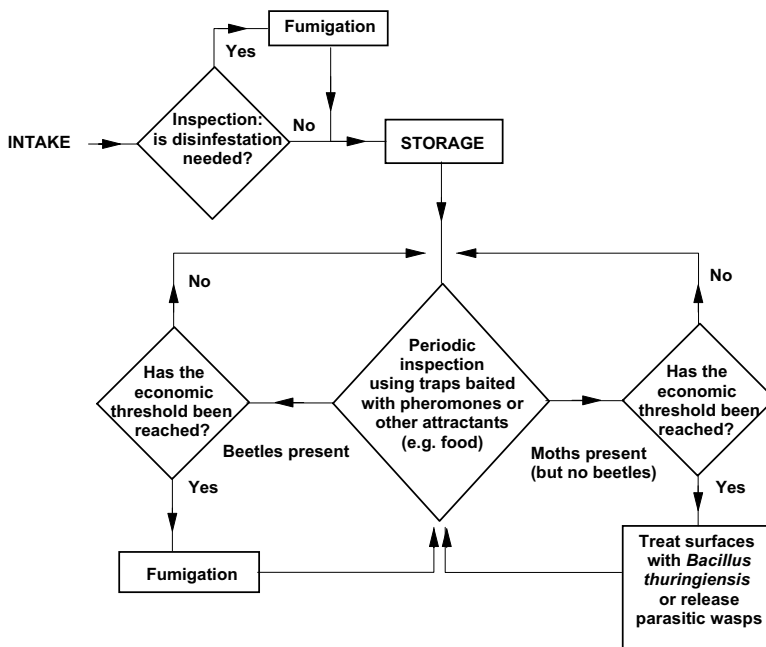 Fumigation
Yes
Inspection:
is disinfestation
needed?
No
INTAKE
STORAGE
No
No
Periodic
inspection
using traps baited
with pheromones or
other attractants
(e.g. food)
Has the
economic
threshold been
reached?
Has the
economic
threshold been
reached?
Beetles present
Moths present
(but no beetles)
Yes
Yes
Fumigation
Treat surfaces
with Bacillus
thuringiensis
or release
parasitic wasps